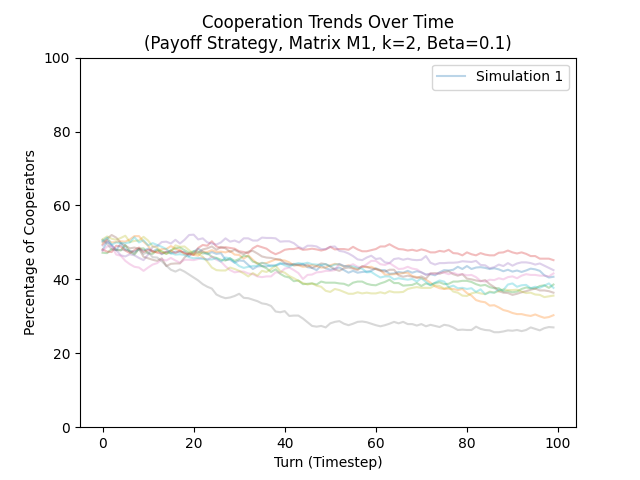 Cooperation Trends Over Time
(Payoff Strategy, Matrix M1, k=2, Beta=0.1)
Simulation 1
Percentage of Cooperators
100
80
60
40
20
0
0 20 40 60 80 100
Turn (Timestep)